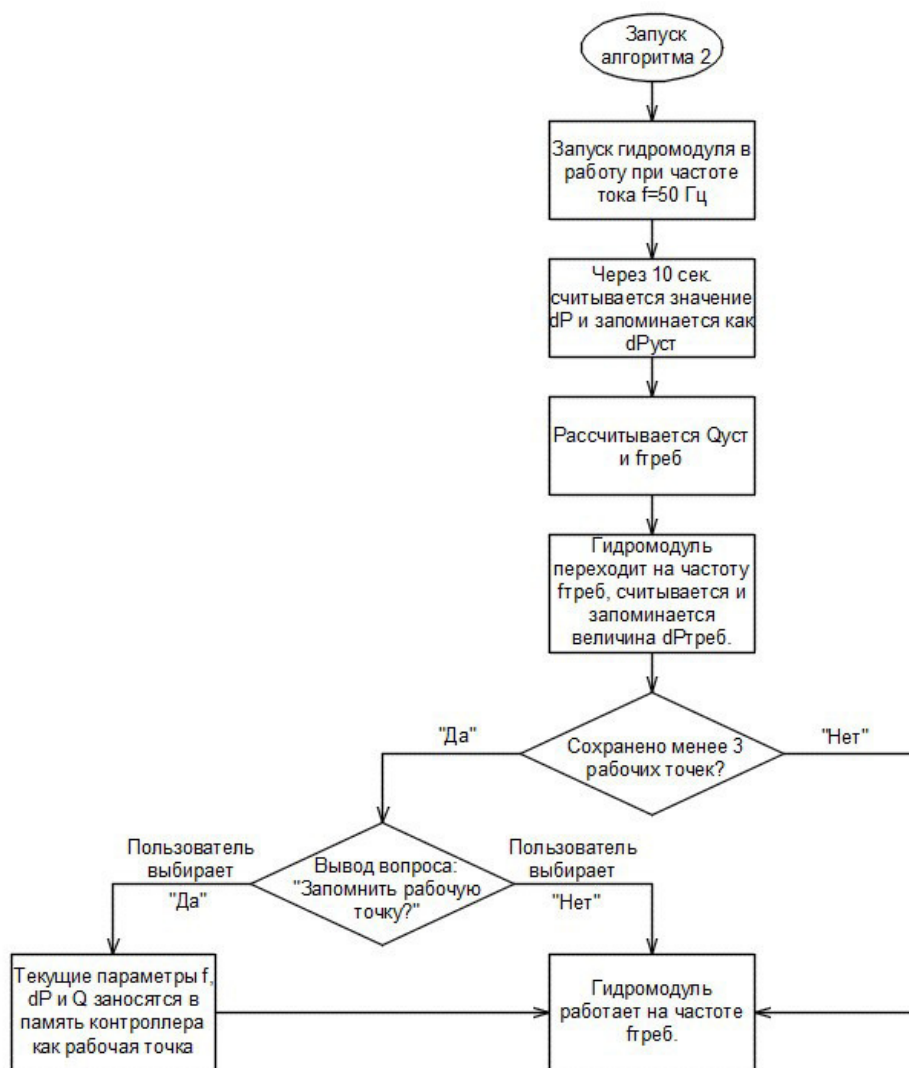 Запуск
алгоритма 2
Запуск гидромодуля в
работу при частоте
тока f=50 Гц
Через 10 сек.
считывается значение
dP и запоминается как
dPуст
Рассчитывается Qуст
и fтреб
Гидромодуль
переходит на частоту
fтреб, считывается и
запоминается
величина dPтреб.
"Да"
Сохранено менее 3
рабочих точек?
"Нет"
Пользователь
выбирает
"Да"
Вывод вопроса:
"Запомнить рабочую
точку?"
Пользователь
выбирает
"Нет"
Текущие параметры f,
dP и Q заносятся в
память контроллера
как рабочая точка
Гидромодуль
работает на частоте
fтреб.